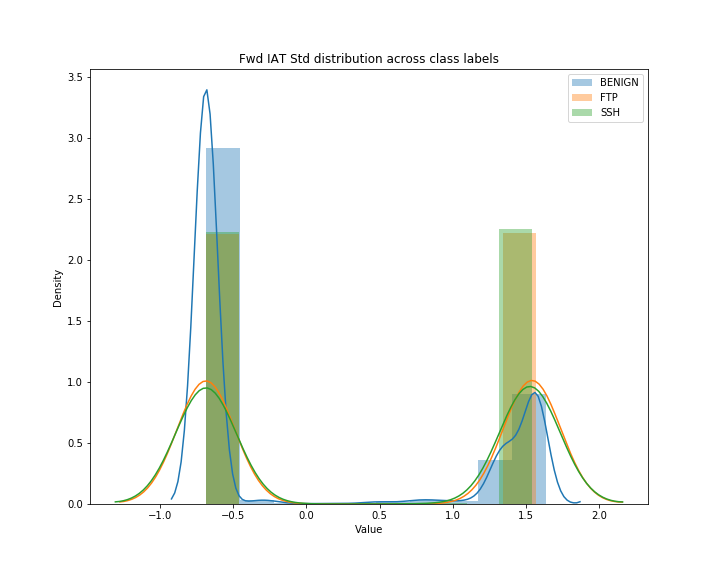 Fwd IAT Std distribution across class labels
BENIGN
FTP
SSH
3.5
3.0
2.5
2.0
1.5
1.0
0.5
0.0
Density
−1.0 −0.5 0.0 0.5 1.0 1.5 2.0
Value